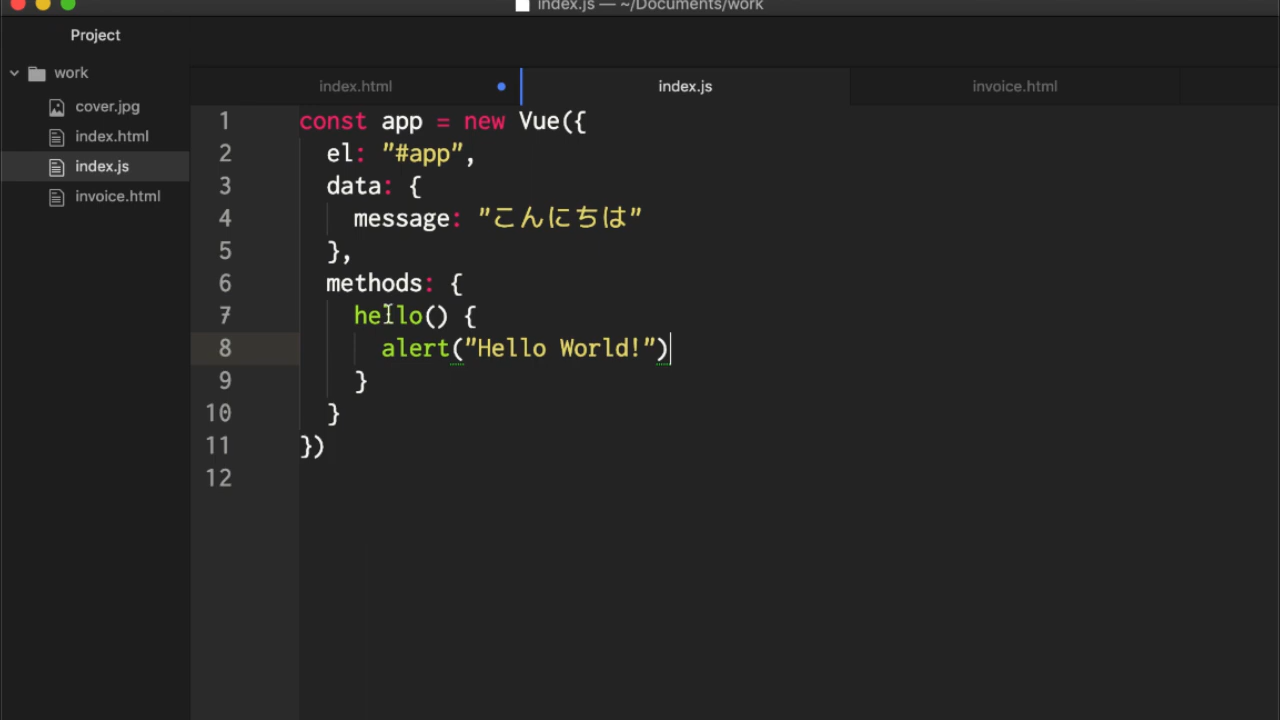 index.js — ~/Documents/work
Project
work
cover.jpg
index.html
index.js
invoice.html
index.html
index.js
invoice.html
1 const app = new Vue({
2 el: "#app",
3 data: {
4 message: "こんにちは"
5 },
6 methods: {
7 hello() {
8 alert("Hello World!")
9 }
10 }
11 })
12